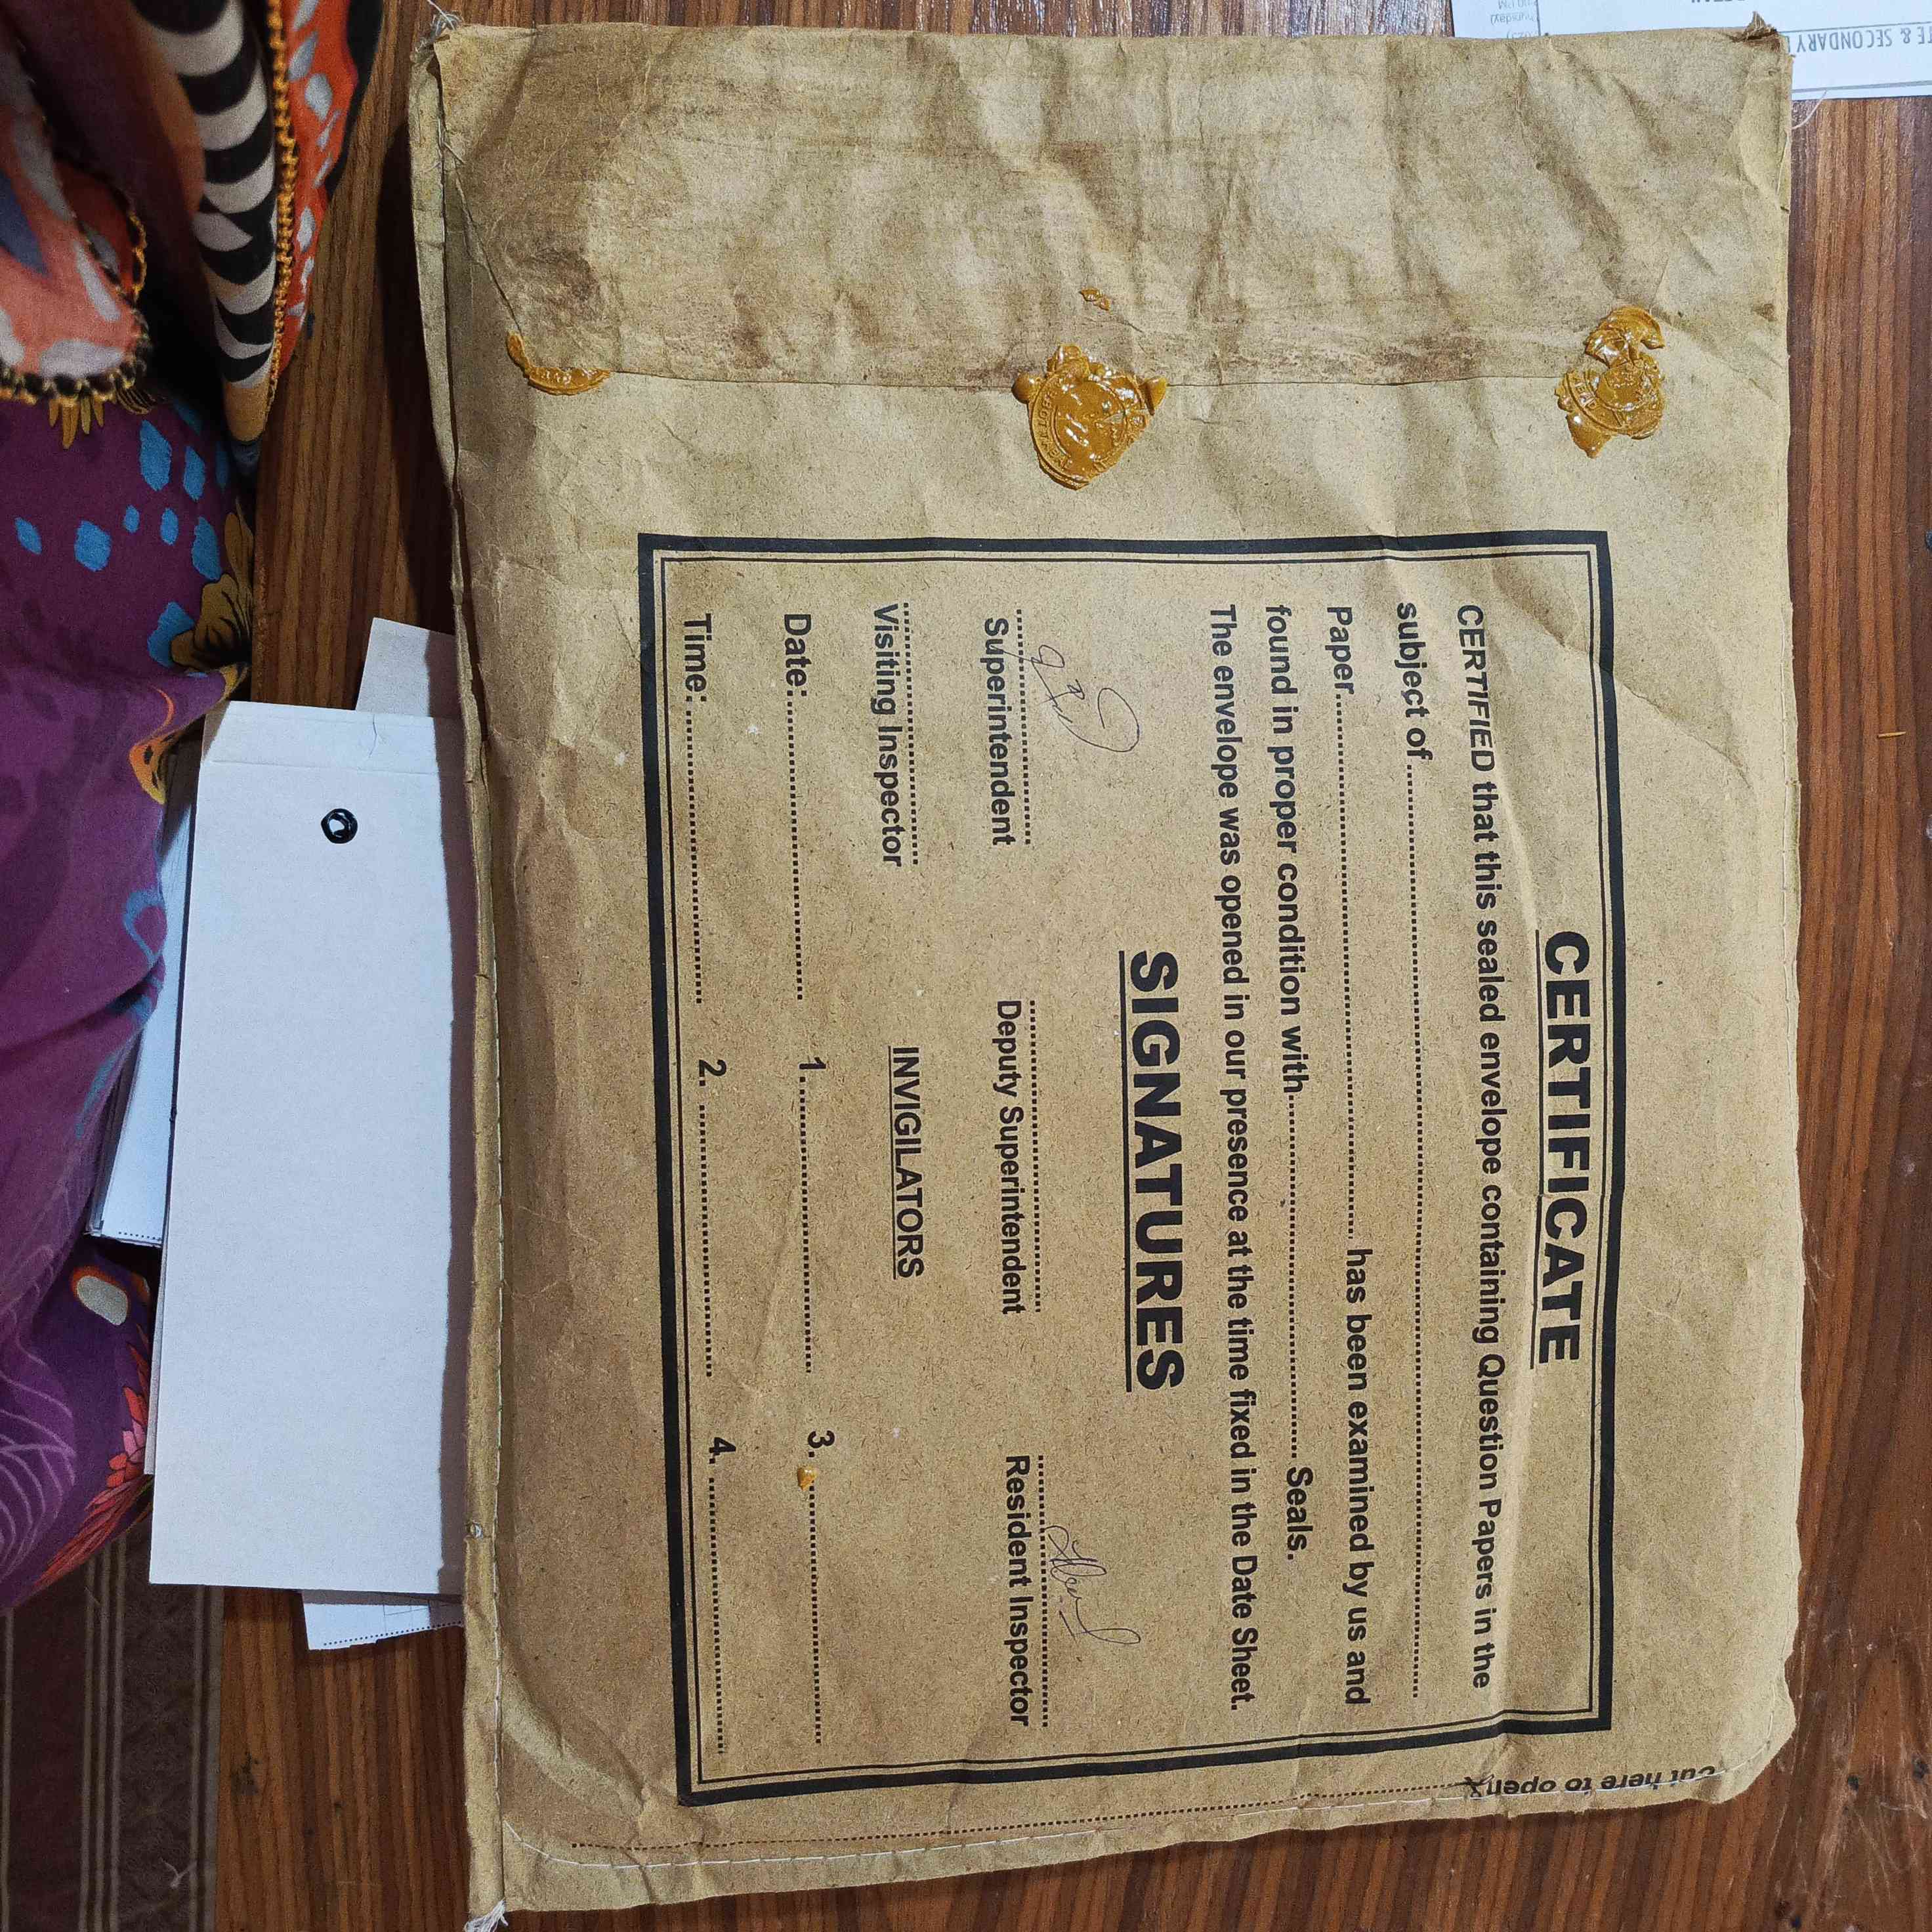 CERTIFICATE
CERTIFIED that this sealed envelope containing Question Papers in the
subject of
Paper has been examined by us and
found in proper condition with Seals.
The envelope was opened in our presence at the time fixed in the Date Sheet.
SIGNATURES
Superintendent Deputy Superintendent Resident Inspector
Visiting Inspector INVIGILATORS
Date: 1. 3.
Time: 2. 4.
cut here to open
TE & SECONDARY